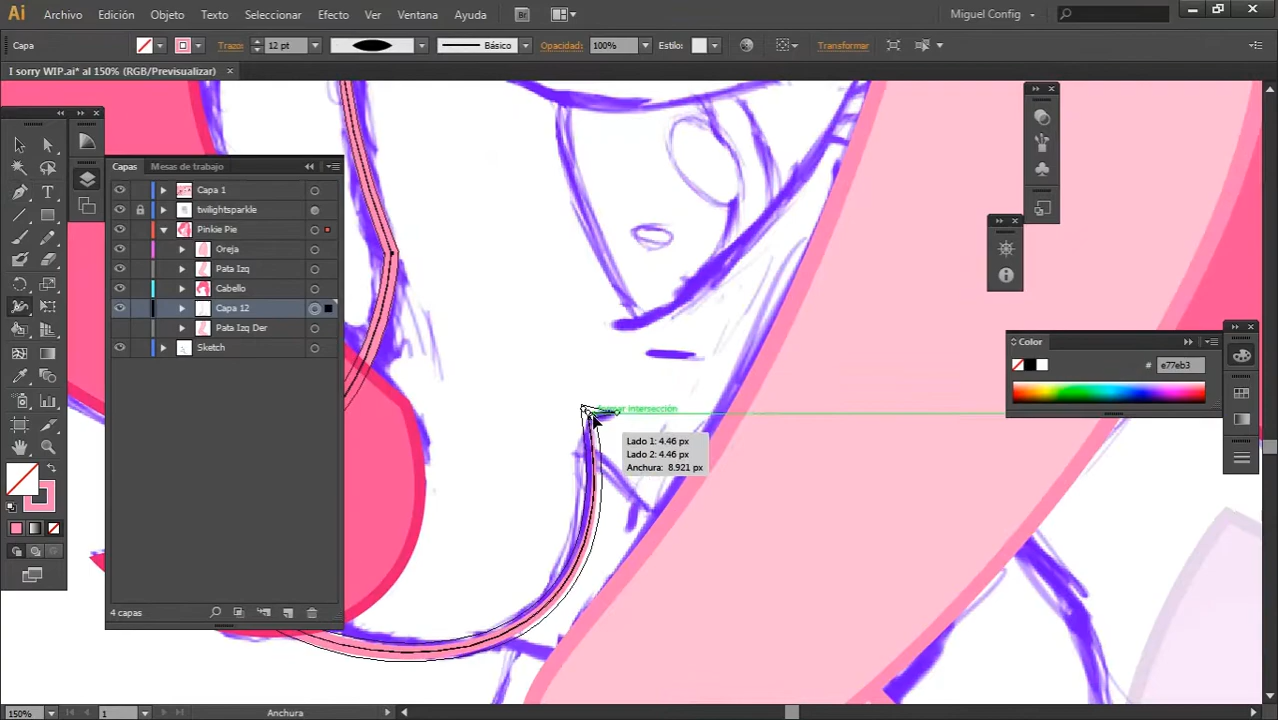 Ai Archivo Edición Objeto Texto Seleccionar Efecto Ver Ventana Ayuda Br Miguel Config
Capa Trazo: 12 pt Básico Opacidad: 100% Estilo: Transformar
I sorry WIP.ai* al 150% (RGB/Previsualizar)
Capas Mesas de trabajo
Capa 1
twilightsparkle
Pinkie Pie
Oreja
Pata Izq
Cabello
Capa 12
Pata Izq Der
Sketch
Color
# e77eb3
intersección
Lado 1: 4.46 px
Lado 2: 4.46 px
Anchura: 8.921 px
4 capas
150% 1 Anchura